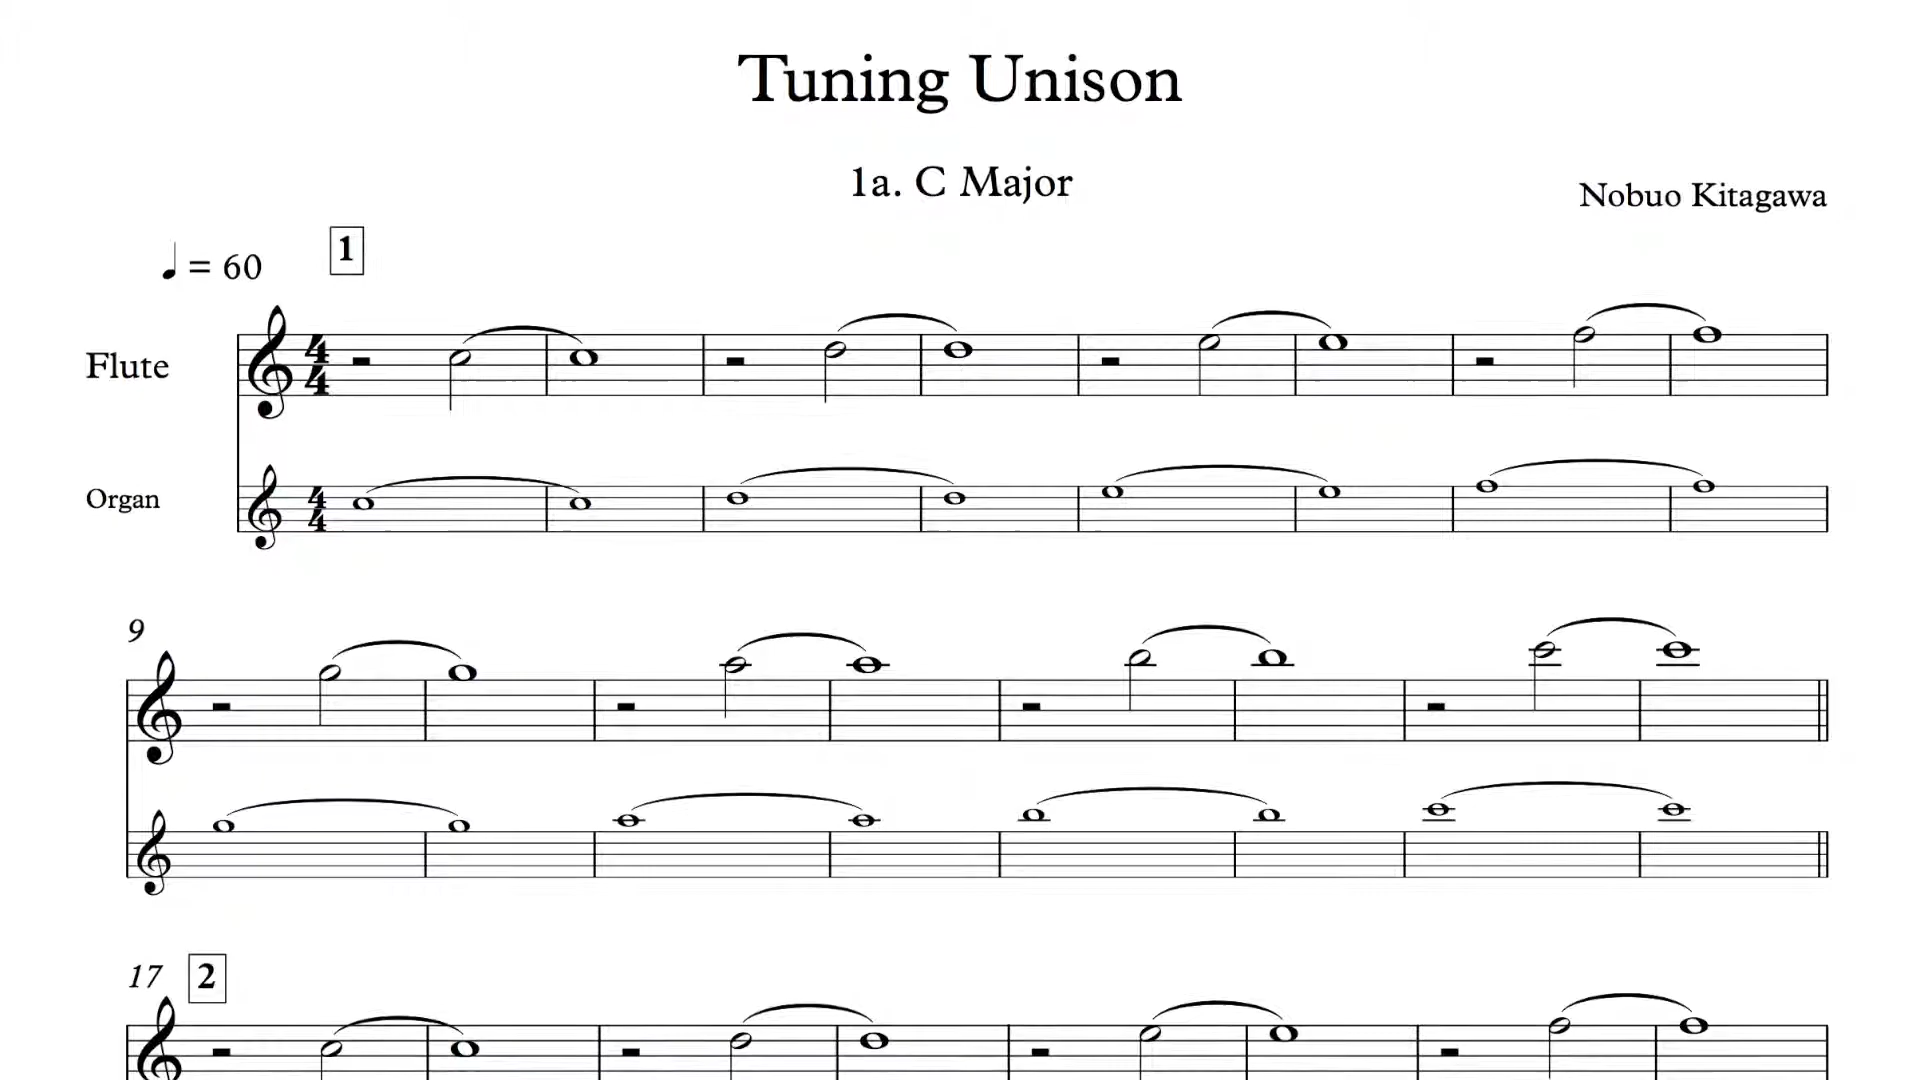 Tuning Unison
1a. C Major
Nobuo Kitagawa
= 60
1
Flute
4
4
Organ
4
4
9
17
2